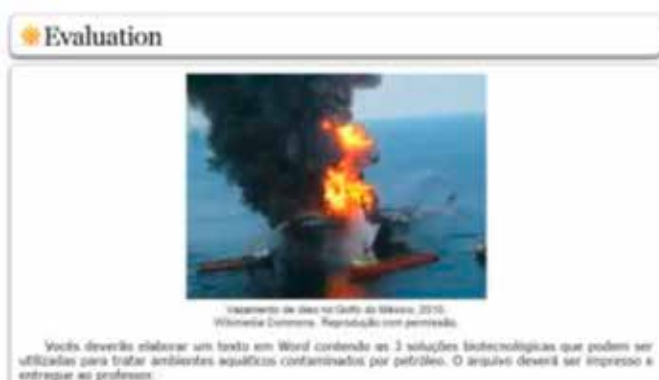 Evaluation
Vazamento de óleo no Golfo do México, 2010.
Wikimedia Commons. Reprodução com permissão.
Vocês deverão elaborar um texto em Word contendo as 3 soluções biotecnológicas que podem ser
utilizadas para tratar ambientes aquáticos contaminados por petróleo. O arquivo deverá ser impresso e
entregue ao professor.